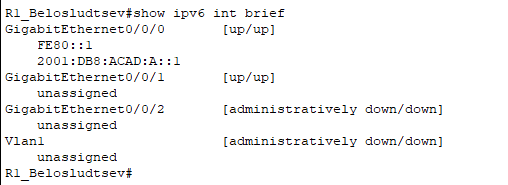 R1_Belosludtsev#show ipv6 int brief
GigabitEthernet0/0/0 [up/up]
FE80::1
2001:DB8:ACAD:A::1
GigabitEthernet0/0/1 [up/up]
unassigned
GigabitEthernet0/0/2 [administratively down/down]
unassigned
Vlan1 [administratively down/down]
unassigned
R1_Belosludtsev#